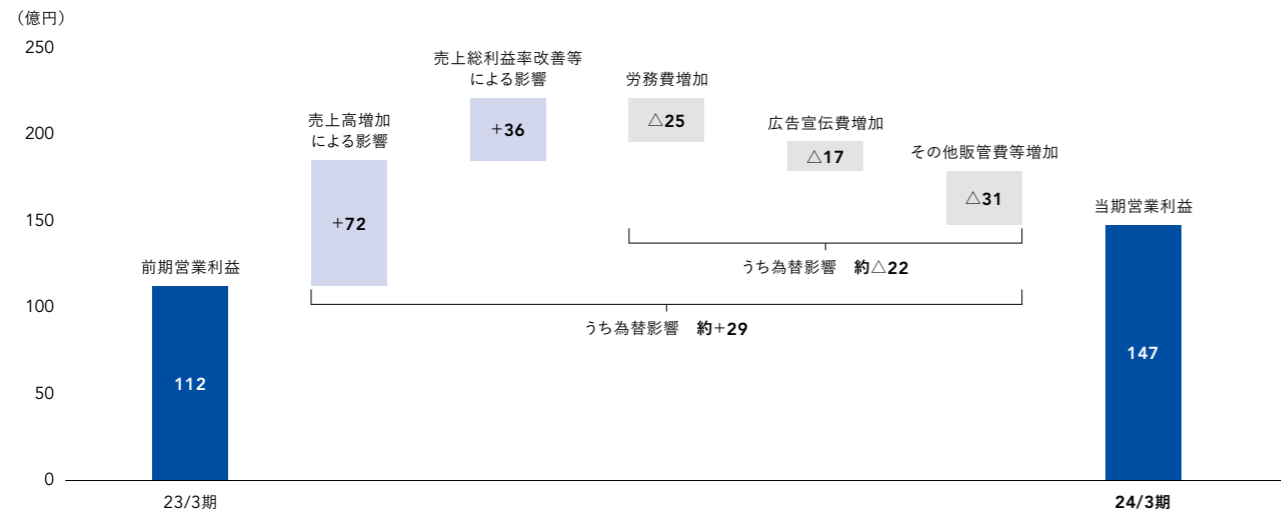 （億円）
250
200
150
100
50
0
前期営業利益
112
23/3期
売上高増加
による影響
+72
売上総利益率改善等
による影響
+36
労務費増加
△25
広告宣伝費増加
△17
その他販管費等増加
△31
うち為替影響　約△22
うち為替影響　約+29
当期営業利益
147
24/3期